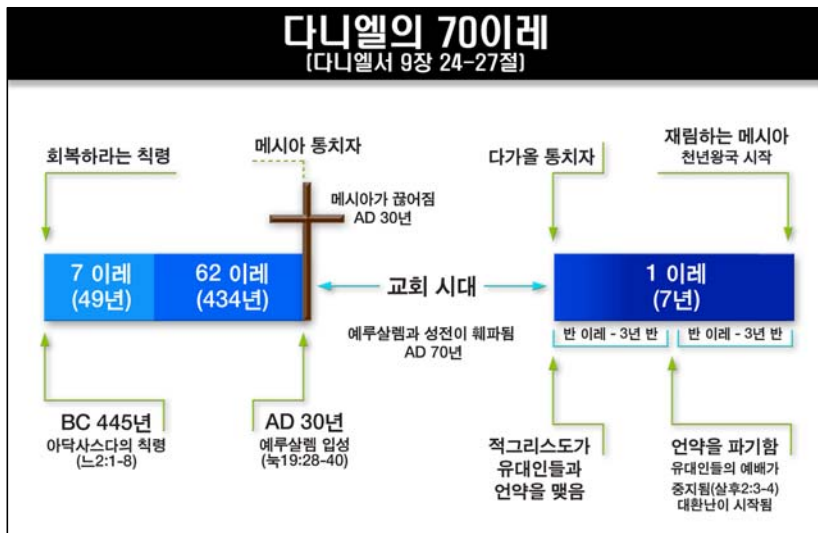 다니엘의 70이레
[다니엘서 9장 24-27절]
회복하라는 칙령
메시아 통치자
메시아가 끊어짐
AD 30년
다가올 통치자
재림하는 메시아
천년왕국 시작
7 이레
(49년)
62 이레
(434년)
교회 시대
예루살렘과 성전이 훼파됨
AD 70년
1 이레
(7년)
반 이레 - 3년 반
반 이레 - 3년 반
BC 445년
아닥사스다의 칙령
(느2:1-8)
AD 30년
예루살렘 입성
(눅19:28-40)
적그리스도가
유대인들과
언약을 맺음
언약을 파기함
유대인들의 예배가
중지됨(살후2:3-4)
대환난이 시작됨